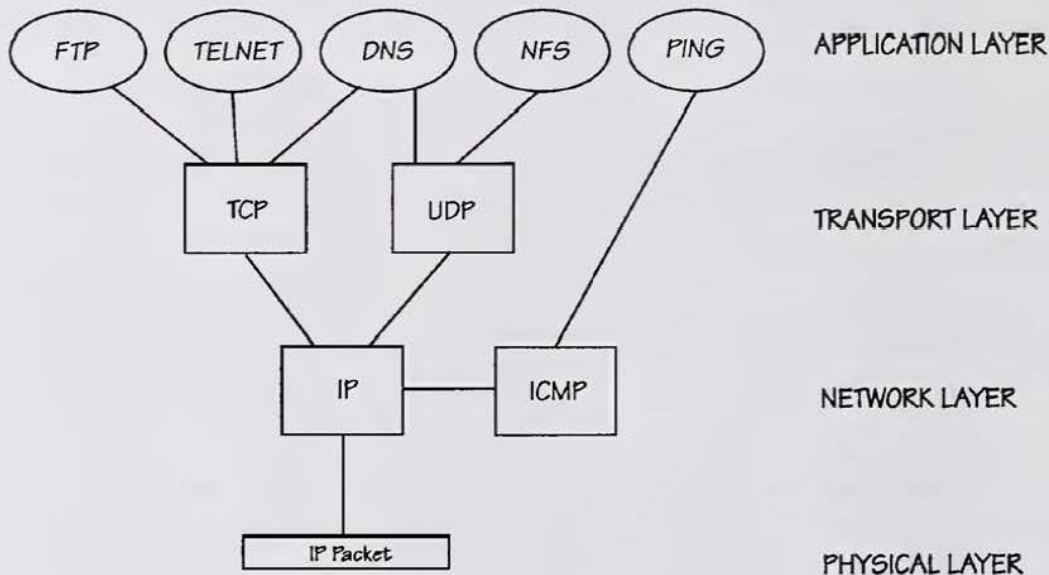 FTP TELNET DNS NFS PING APPLICATION LAYER
TCP UDP TRANSPORT LAYER
IP ICMP NETWORK LAYER
IP Packet PHYSICAL LAYER